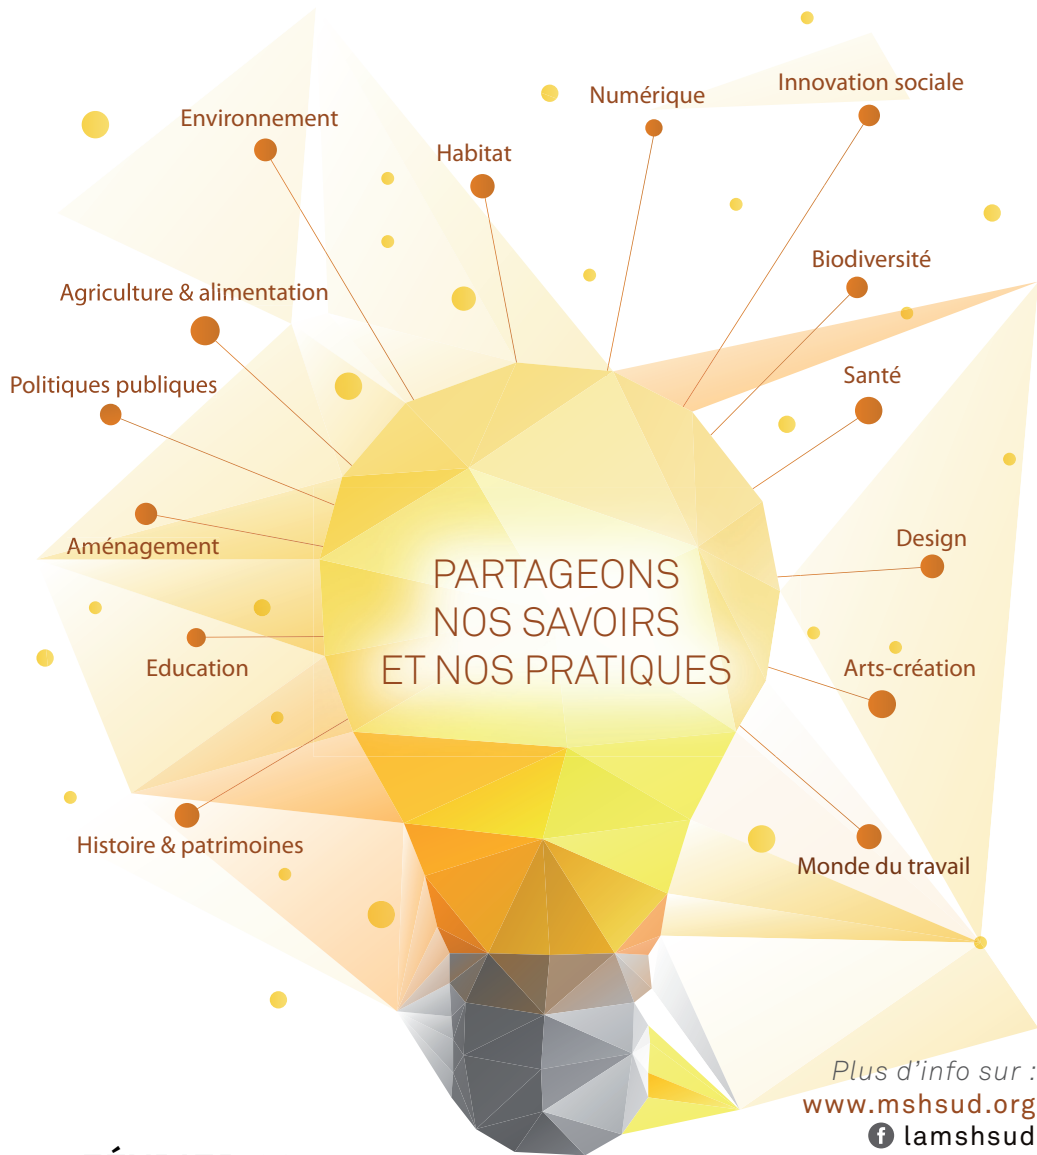 Innovation sociale
Numérique
Environnement
Habitat
Biodiversité
Agriculture & alimentation
Santé
Politiques publiques
Design
Aménagement
PARTAGEONS
NOS SAVOIRS
ET NOS PRATIQUES
Education
Arts-création
Histoire & patrimoines
Monde du travail
Plus d'info sur :
www.mshsud.org
f lamshsud